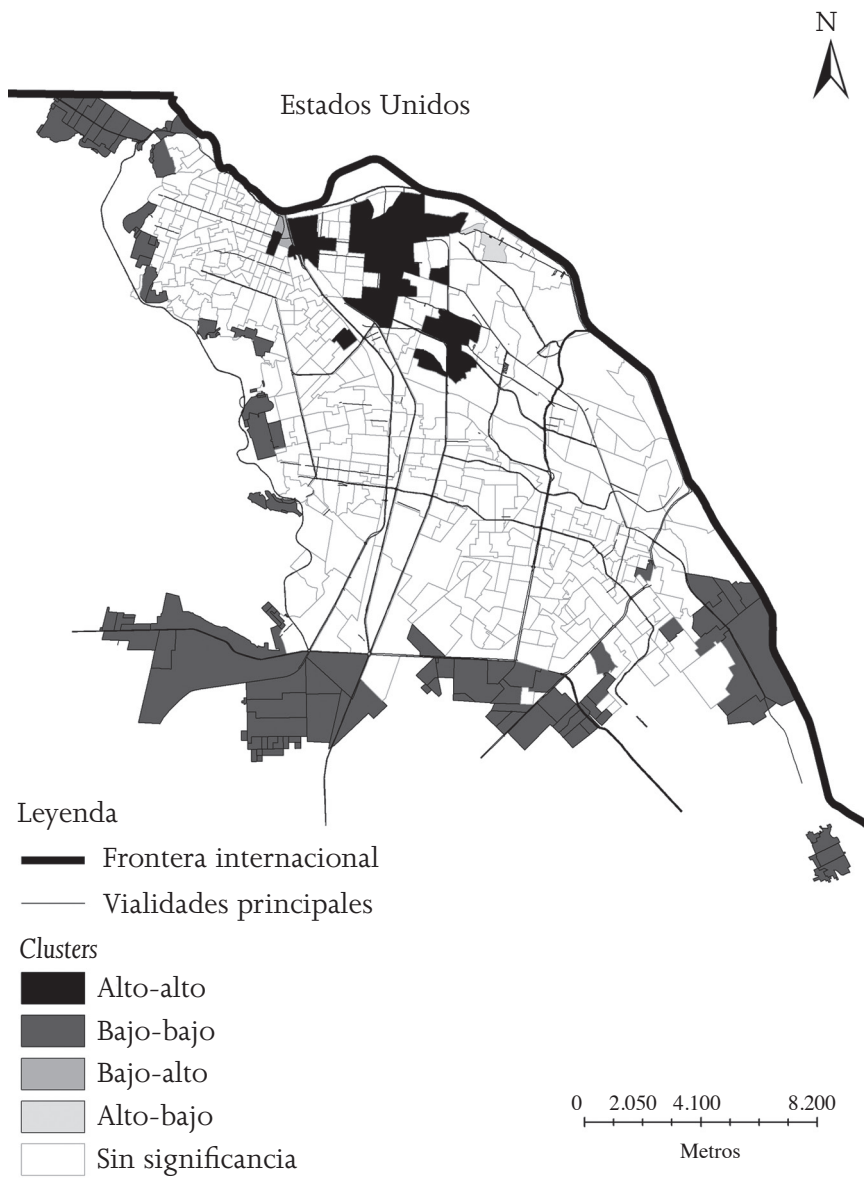 N
Estados Unidos
Leyenda
Frontera internacional
Vialidades principales
Clusters
Alto-alto
Bajo-bajo
Bajo-alto
Alto-bajo
Sin significancia
0 2.050 4.100 8.200
Metros